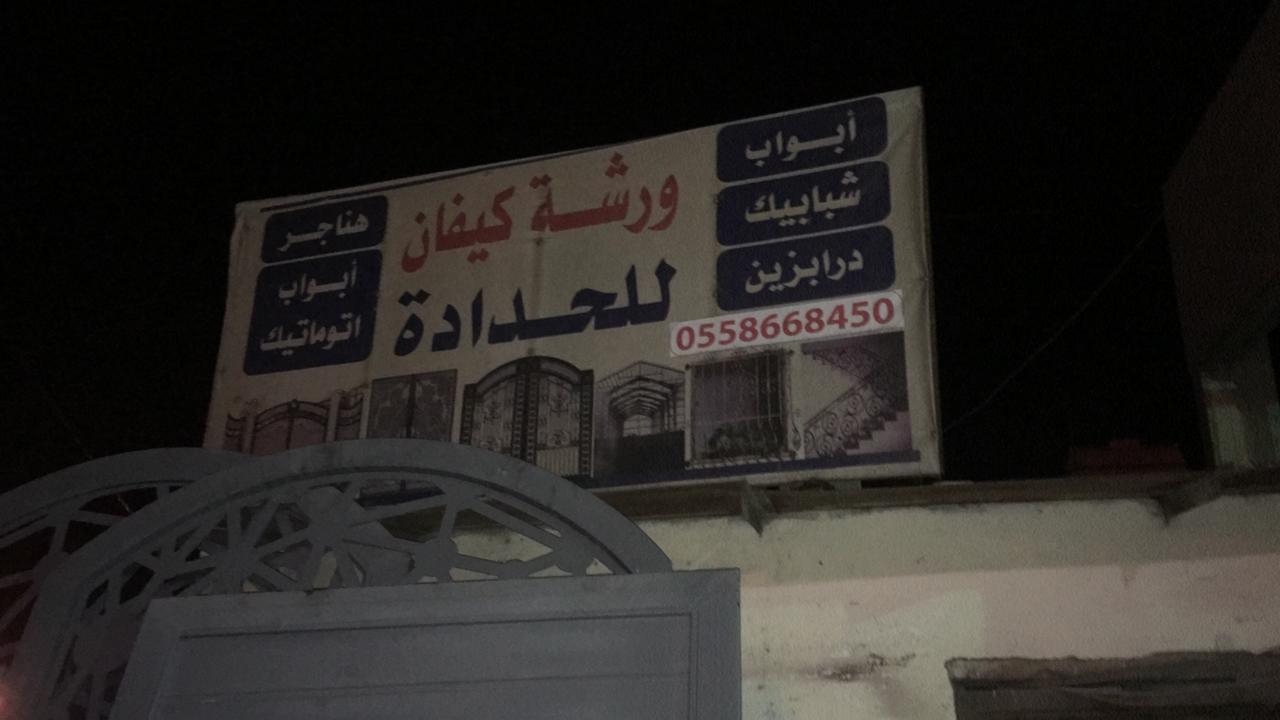 ورشة كيفان
للحدادة
أبواب
شبابيك
درابزين
0558668450
هناجر
أبواب
اتوماتيك